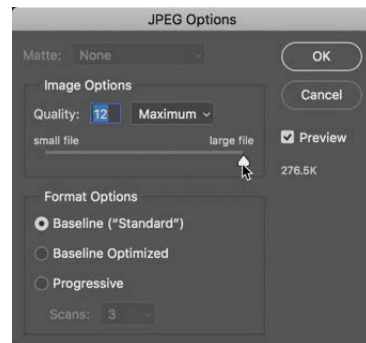 JPEG Options
Matte: None
OK
Image Options
Cancel
Quality: 12 Maximum
small file large file
Preview
276.5K
Format Options
Baseline ("Standard")
Baseline Optimized
Progressive
Scans: 3